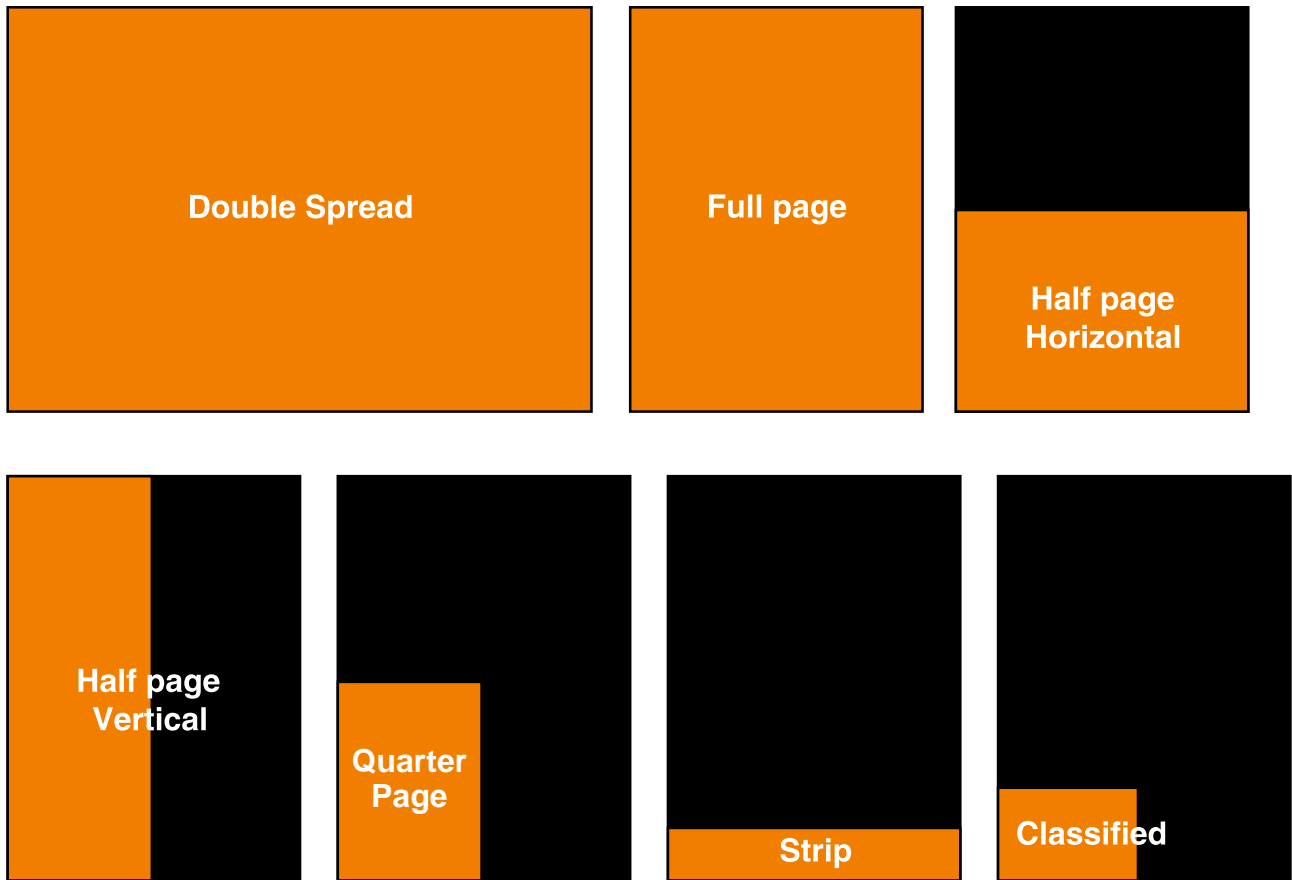 Double Spread
Full page
Half page
Horizontal
Half page
Vertical
Quarter
Page
Strip
Classified